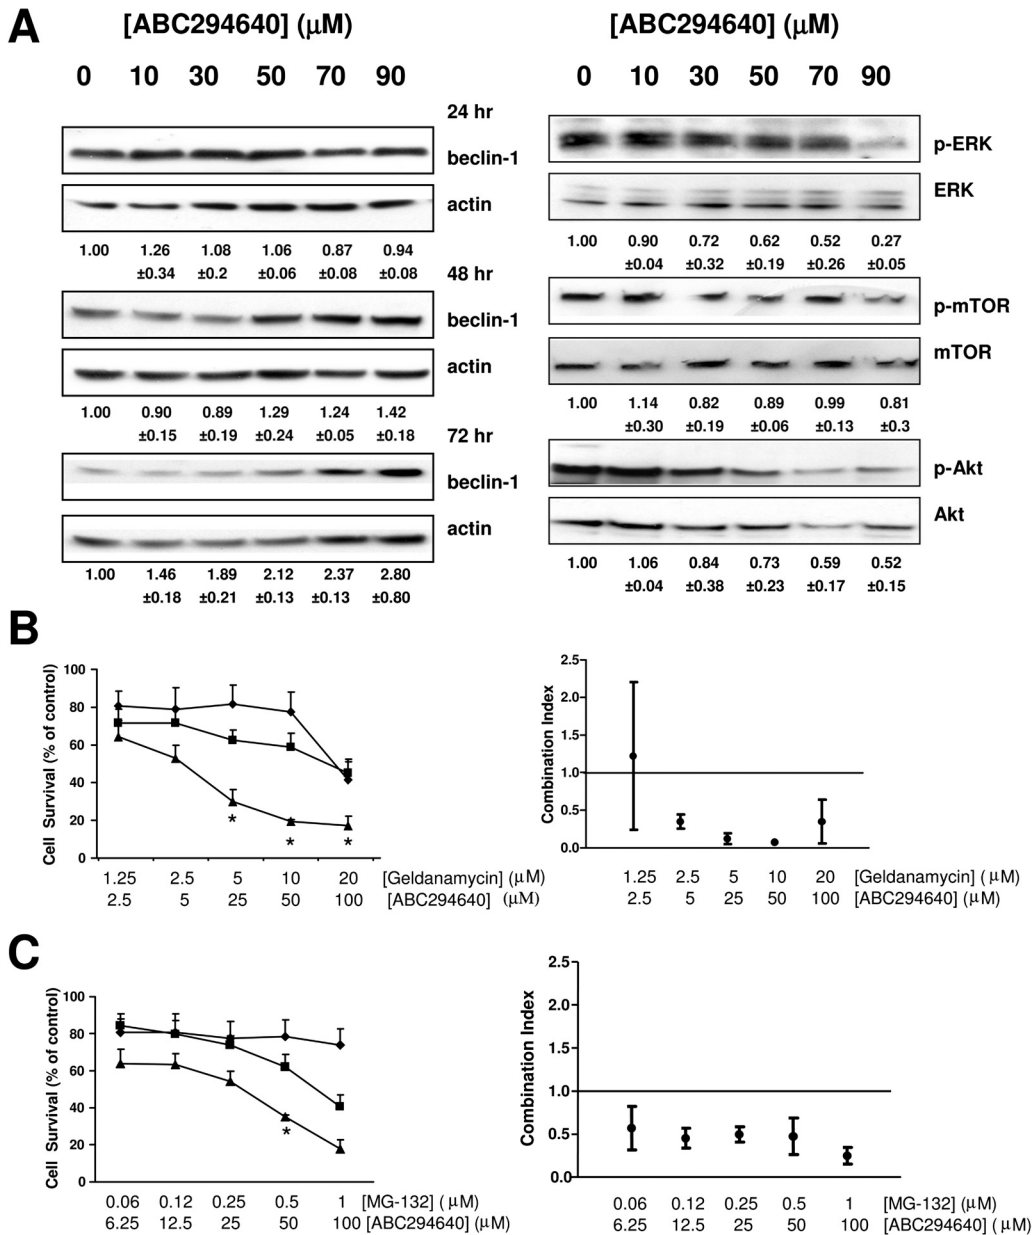 A
[ABC294640] (µM)
0 10 30 50 70 90
24 hr
beclin-1
actin
1.00 1.26 1.08 1.06 0.87 0.94
±0.34 ±0.2 ±0.06 ±0.08 ±0.08
48 hr
beclin-1
actin
1.00 0.90 0.89 1.29 1.24 1.42
±0.15 ±0.19 ±0.24 ±0.05 ±0.18
72 hr
beclin-1
actin
1.00 1.46 1.89 2.12 2.37 2.80
±0.18 ±0.21 ±0.13 ±0.13 ±0.80
[ABC294640] (µM)
0 10 30 50 70 90
p-ERK
ERK
1.00 0.90 0.72 0.62 0.52 0.27
±0.04 ±0.32 ±0.19 ±0.26 ±0.05
p-mTOR
mTOR
1.00 1.14 0.82 0.89 0.99 0.81
±0.30 ±0.19 ±0.06 ±0.13 ±0.3
p-Akt
Akt
1.00 1.06 0.84 0.73 0.59 0.52
±0.04 ±0.38 ±0.23 ±0.17 ±0.15
B
Cell Survival (% of control)
100
80
60
40
20
0
* * *
1.25 2.5 5 10 20 [Geldanamycin] (µM)
2.5 5 25 50 100 [ABC294640] (µM)
Combination Index
2.5
2.0
1.5
1.0
0.5
0.0
1.25 2.5 5 10 20 [Geldanamycin] (µM)
2.5 5 25 50 100 [ABC294640] (µM)
C
Cell Survival (% of control)
100
80
60
40
20
0
*
0.06 0.12 0.25 0.5 1 [MG-132] (µM)
6.25 12.5 25 50 100 [ABC294640] (µM)
Combination Index
2.5
2.0
1.5
1.0
0.5
0.0
0.06 0.12 0.25 0.5 1 [MG-132] (µM)
6.25 12.5 25 50 100 [ABC294640] (µM)